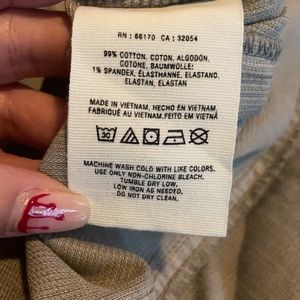 RN : 66170 CA : 32054
99% COTTON, COTON, ALGODÓN,
COTONE, BAUMWOLLE;
1% SPANDEX, ÉLASTHANNE, ELASTANO,
ELASTAN, ELASTAN
MADE IN VIETNAM, HECHO EN VIETNAM
FABRIQUÉ AU VIETNAM, FEITO EM VIETNÃ
30
MACHINE WASH COLD WITH LIKE COLORS.
USE ONLY NON-CHLORINE BLEACH.
TUMBLE DRY LOW.
LOW IRON AS NEEDED.
DO NOT DRY CLEAN.